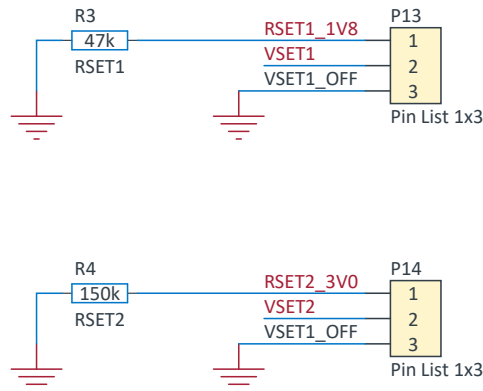 R3
P13
47k
RSET1
RSET1_1V8
1
VSET1
2
VSET1_OFF
3
Pin List 1x3
R4
P14
150k
RSET2
RSET2_3V0
1
VSET2
2
VSET1_OFF
3
Pin List 1x3